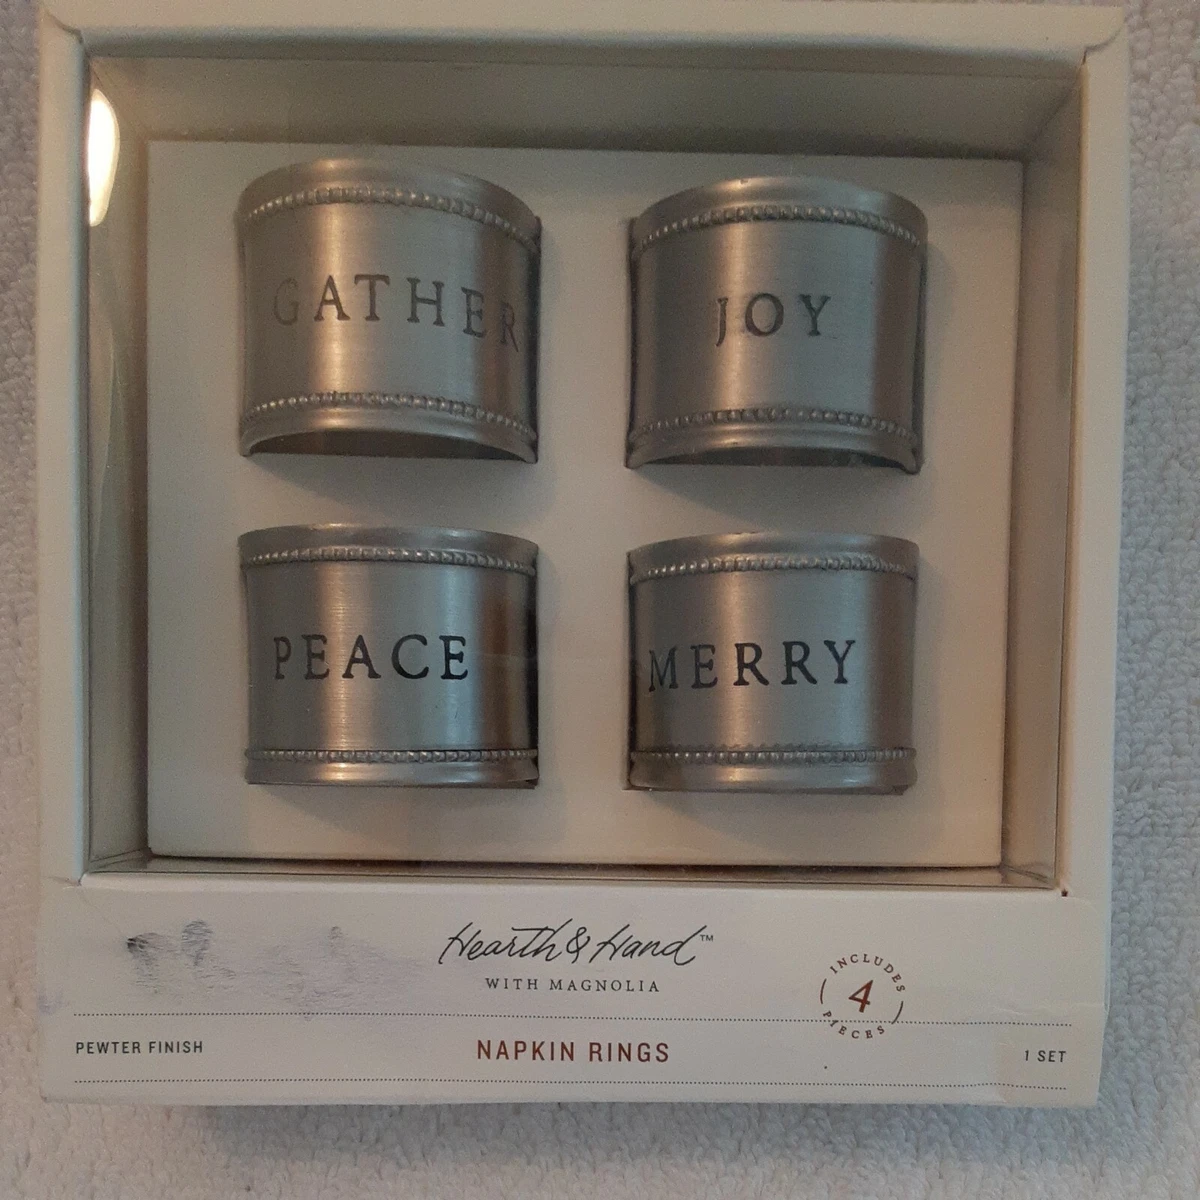 GATHER
JOY
PEACE
MERRY
Hearth & Hand™
WITH MAGNOLIA
INCLUDES
4
PIECES
PEWTER FINISH
NAPKIN RINGS
1 SET